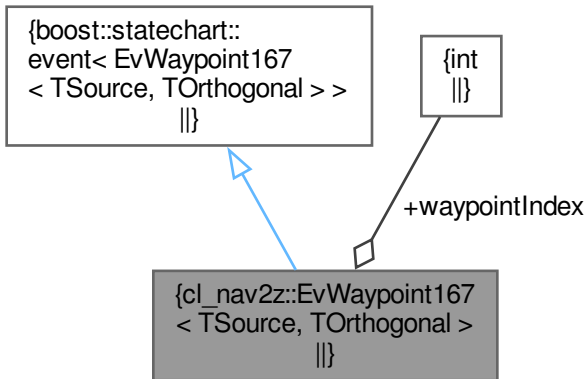 {boost::statechart::
event< EvWaypoint167
< TSource, TOrthogonal > >
||}
{int
||}
+waypointIndex
{cl_nav2z::EvWaypoint167
< TSource, TOrthogonal >
||}